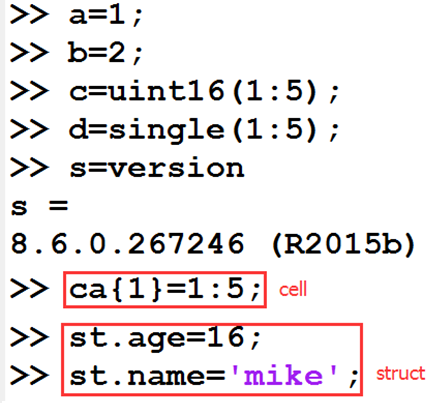 >> a=1;
>> b=2;
>> c=uint16(1:5);
>> d=single(1:5);
>> s=version
s =
8.6.0.267246 (R2015b)
>> ca{1}=1:5; cell
>> st.age=16;
>> st.name='mike'; struct